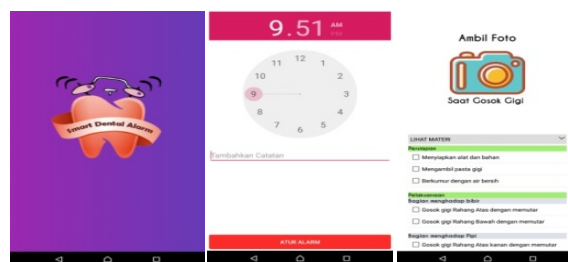 Smart Dental Alarm
9.51 AM
PM
12
11
1
10
2
9
3
8
4
7
5
6
Tambahkan Catatan
ATUR ALARM
Ambil Foto
Saat Gosok Gigi
LIHAT MATERI
Persiapan
Menyiapkan alat dan bahan
Mengambil pasta gigi
Berkumur dengan air bersih
Pelaksanaan
Bagian menghadap bibir
Gosok gigi Rahang Atas dengan memutar
Gosok gigi Rahang Bawah dengan memutar
Bagian menghadap Pipi
Gosok gigi Rahang Atas kanan dengan memutar